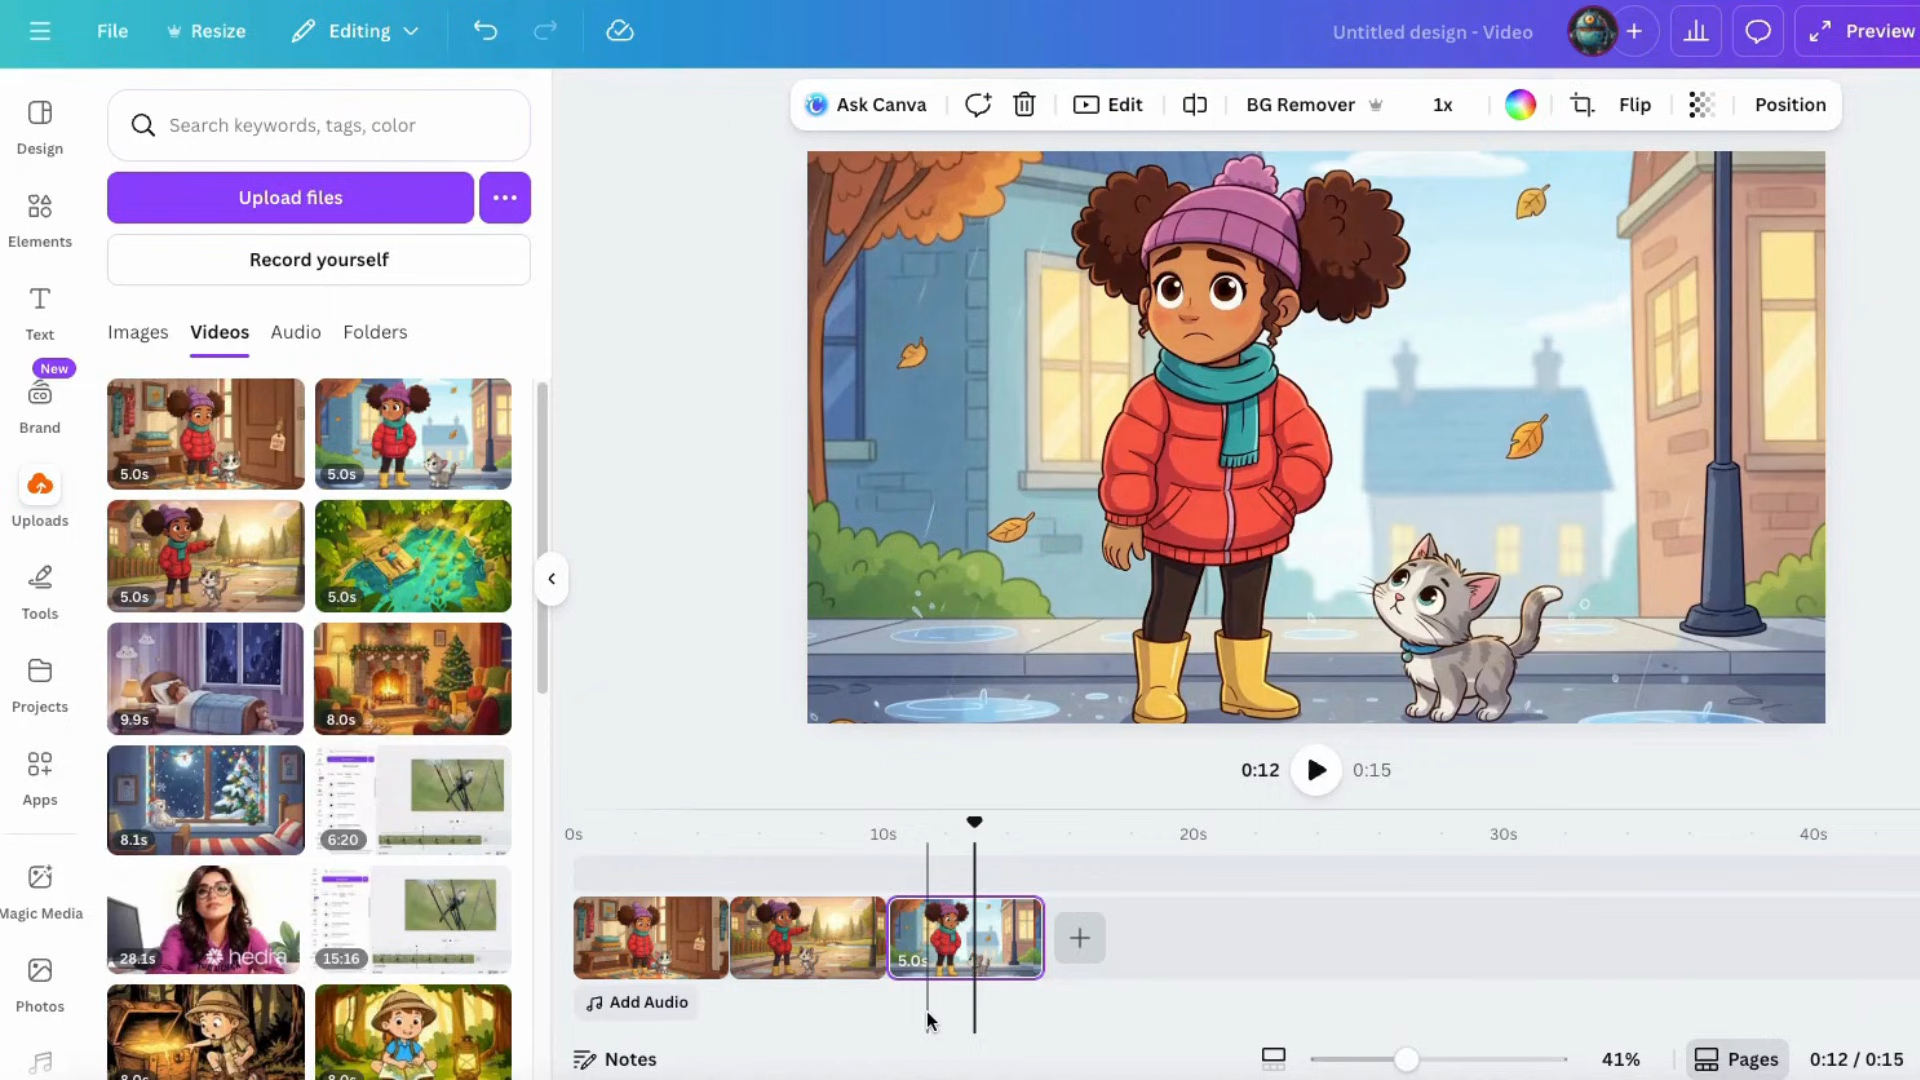 File
Resize
Editing
Untitled design - Video
Preview
Design
Elements
Text
New
Brand
Uploads
Tools
Projects
Apps
Magic Media
Photos
Search keywords, tags, color
Upload files
Record yourself
Images Videos Audio Folders
5.0s
5.0s
5.0s
5.0s
9.9s
8.0s
8.1s
6:20
28.1s
hedra
15:16
8.0s
8.0s
Ask Canva
Edit
BG Remover
1x
Flip
Position
0:12
0:15
0s
10s
20s
30s
40s
5.0s
Add Audio
Notes
41%
Pages
0:12 / 0:15